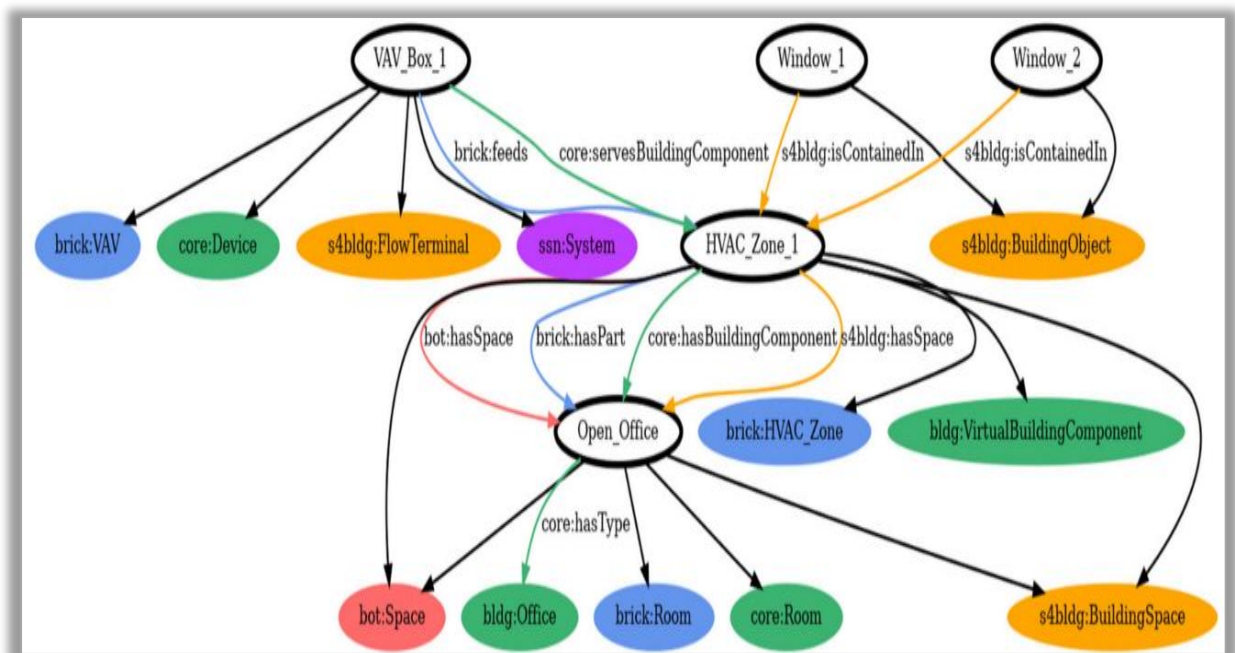 VAV_Box_1
Window_1
Window_2
brick:feeds
core:servesBuildingComponent
s4bldg:isContainedIn
s4bldg:isContainedIn
brick:VAV
core:Device
s4bldg:FlowTerminal
ssn:System
HVAC_Zone_1
s4bldg:BuildingObject
bot:hasSpace
brick:hasPart
core:hasBuildingComponent
s4bldg:hasSpace
Open_Office
brick:HVAC_Zone
bldg:VirtualBuildingComponent
core:hasType
bot:Space
bldg:Office
brick:Room
core:Room
s4bldg:BuildingSpace